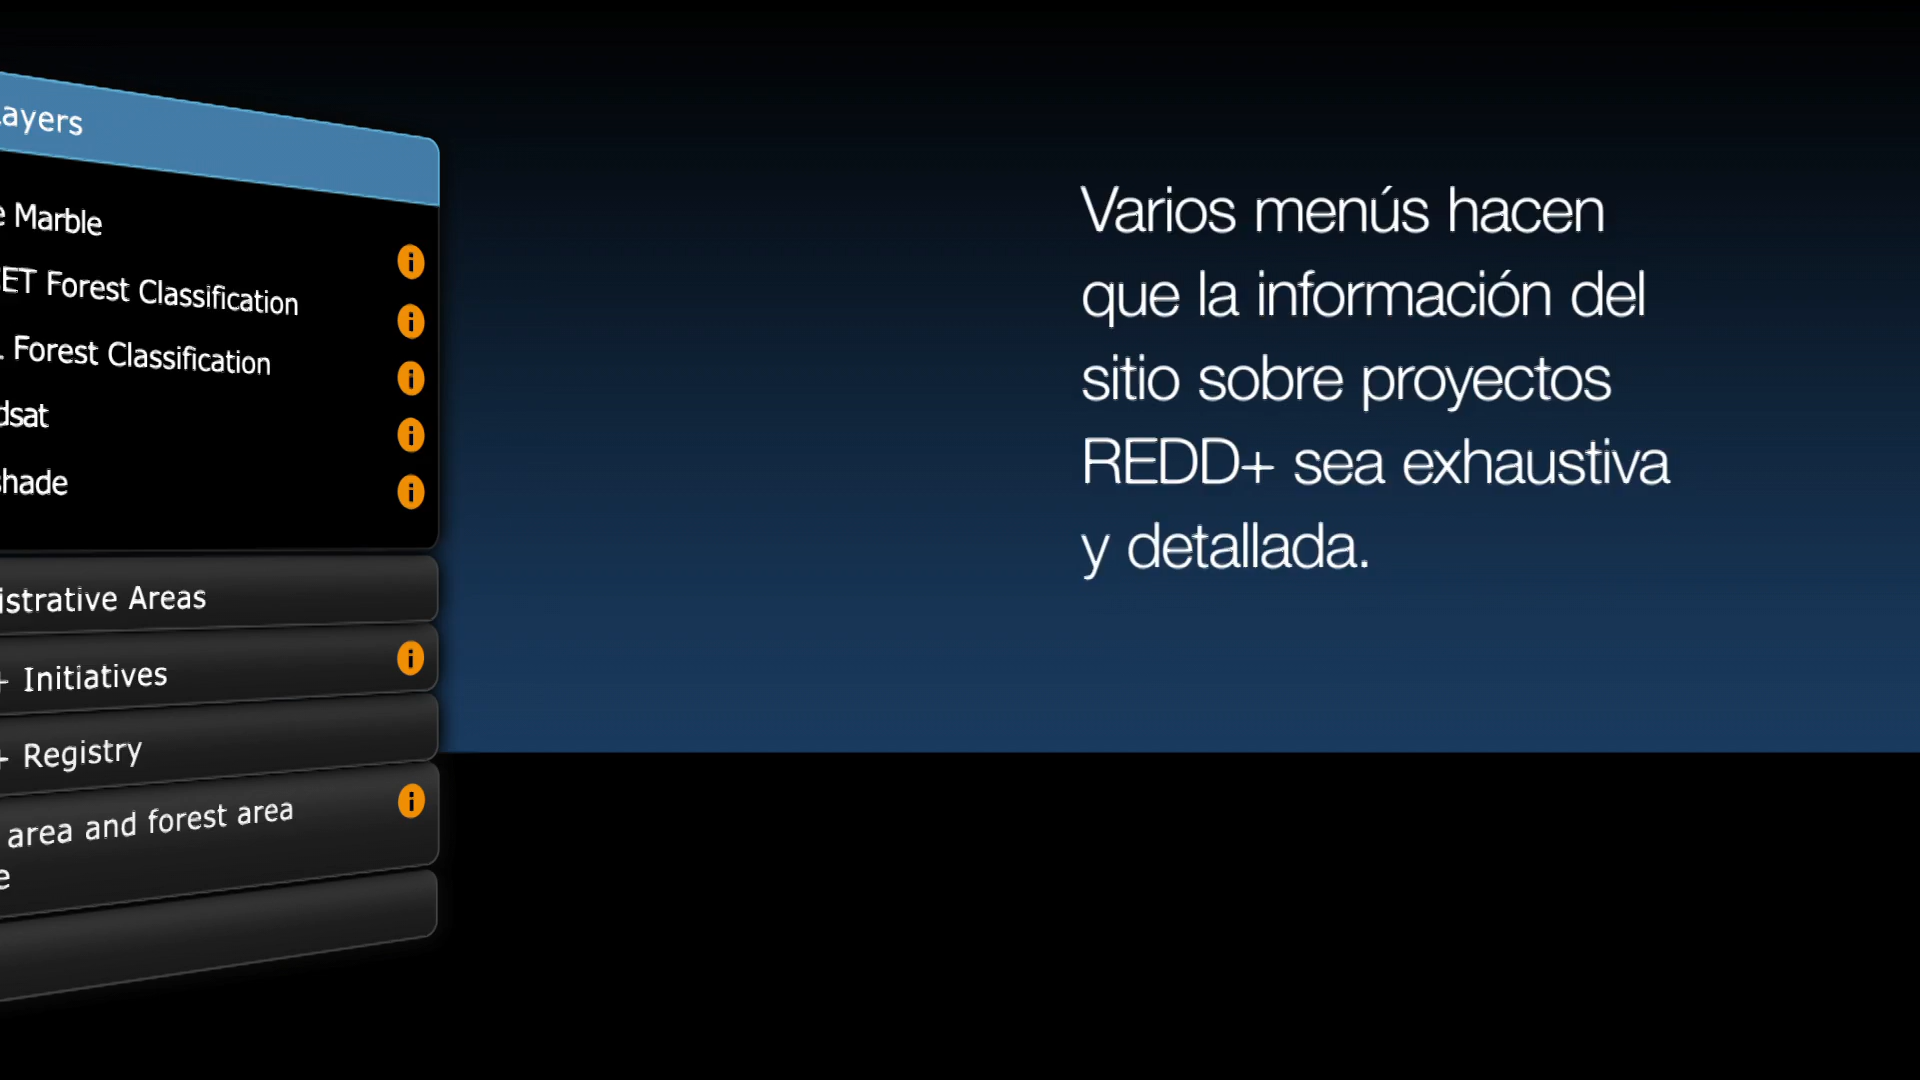 ayers
Marble
ET Forest Classification
Forest Classification
dsat
shade
istrative Areas
+ Initiatives
+ Registry
area and forest area
e
Varios menús hacen
que la información del
sitio sobre proyectos
REDD+ sea exhaustiva
y detallada.